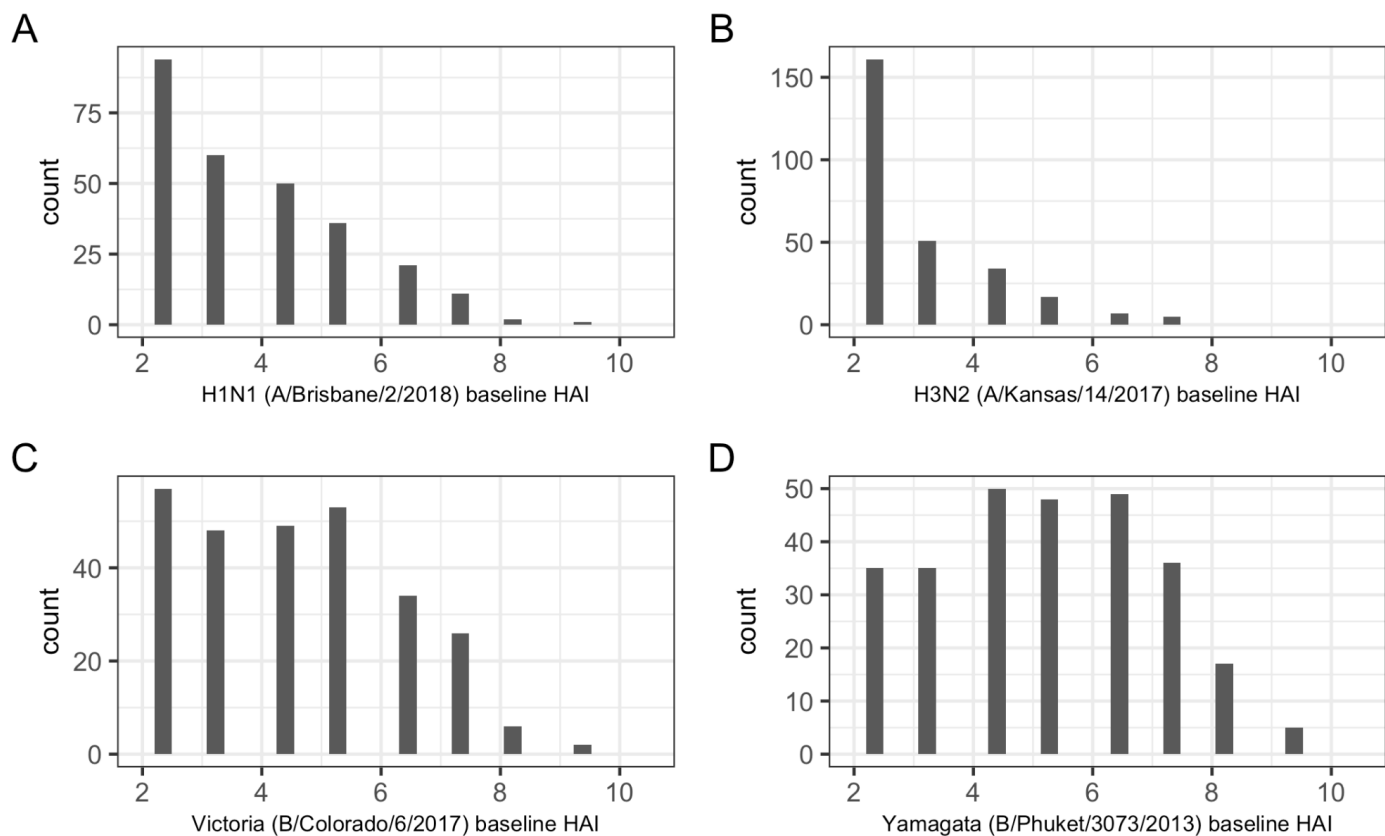 A
count
75
50
25
0
2 4 6 8 10
H1N1 (A/Brisbane/2/2018) baseline HAI
B
count
150
100
50
0
2 4 6 8 10
H3N2 (A/Kansas/14/2017) baseline HAI
C
count
40
20
0
2 4 6 8 10
Victoria (B/Colorado/6/2017) baseline HAI
D
count
50
40
30
20
10
0
2 4 6 8 10
Yamagata (B/Phuket/3073/2013) baseline HAI